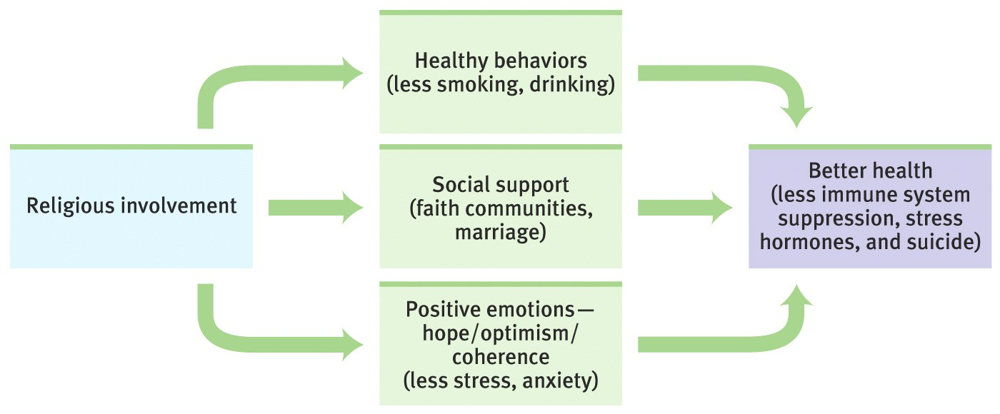 Healthy behaviors
(less smoking, drinking)
Religious involvement
Social support
(faith communities,
marriage)
Better health
(less immune system
suppression, stress
hormones, and suicide)
Positive emotions—
hope/optimism/
coherence
(less stress, anxiety)